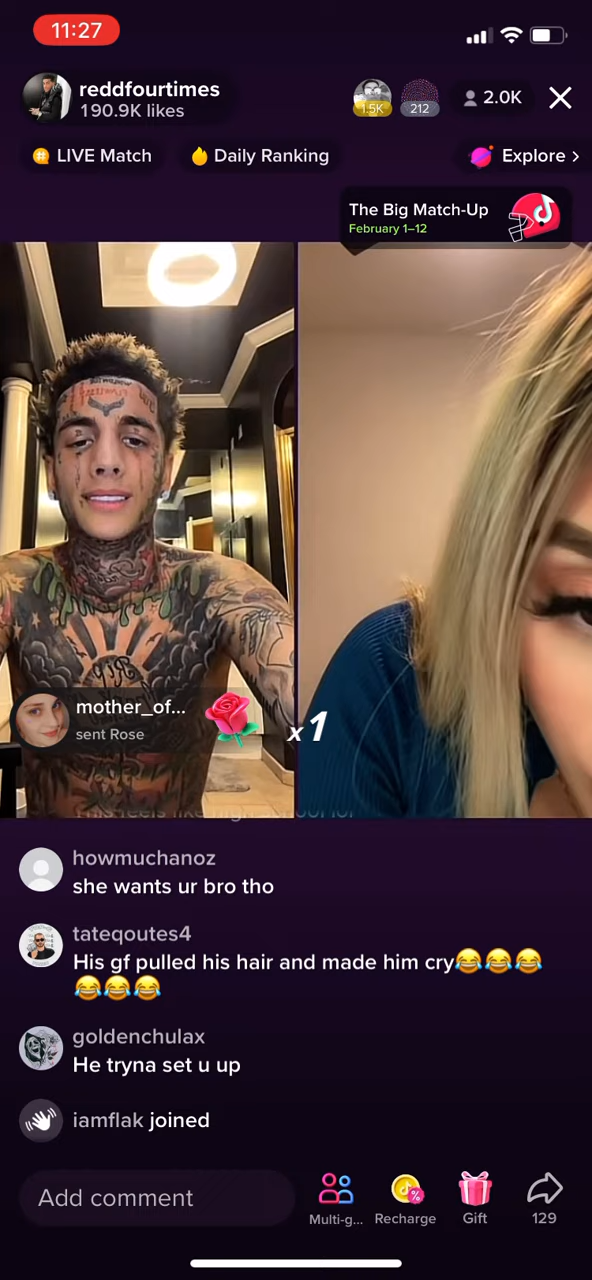 11:27
reddfourtimes
190.9K likes
1.5K
212
2.0K
LIVE Match
Daily Ranking
Explore >
The Big Match-Up
February 1–12
mother_of...
sent Rose
x1
howmuchanoz
she wants ur bro tho
tateqoutes4
His gf pulled his hair and made him cry😂😂😂
😂😂😂
goldenchulax
He tryna set u up
iamflak joined
Add comment
Multi-g...
Recharge
Gift
129